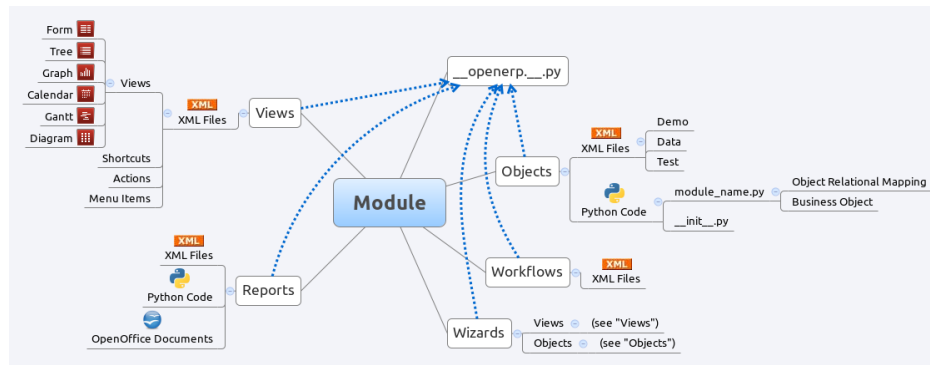 Form
Tree
Graph
Calendar
Gantt
Diagram
Views
XML
XML Files
Views
Shortcuts
Actions
Menu Items
__openerp.__.py
Module
Objects
XML
XML Files
Demo
Data
Test
Python Code
module_name.py
Object Relational Mapping
Business Object
__init__.py
Workflows
XML
XML Files
Wizards
Views (see "Views")
Objects (see "Objects")
Reports
XML
XML Files
Python Code
OpenOffice Documents